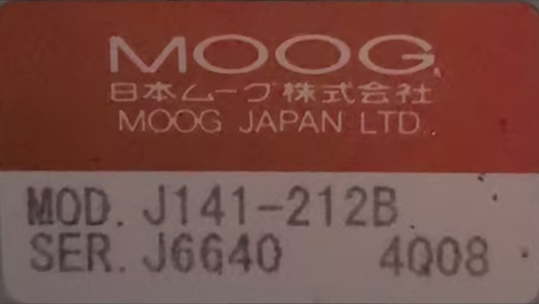 MOOG
日本ムーグ株式会社
MOOG JAPAN LTD.
MOD. J141-212B
SER. J6640 4Q08